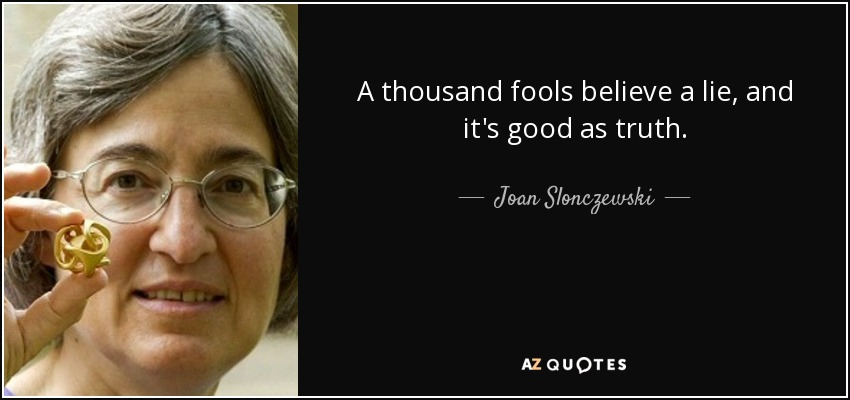 A thousand fools believe a lie, and
it's good as truth.
Joan Slonczewski
AZ QUOTES